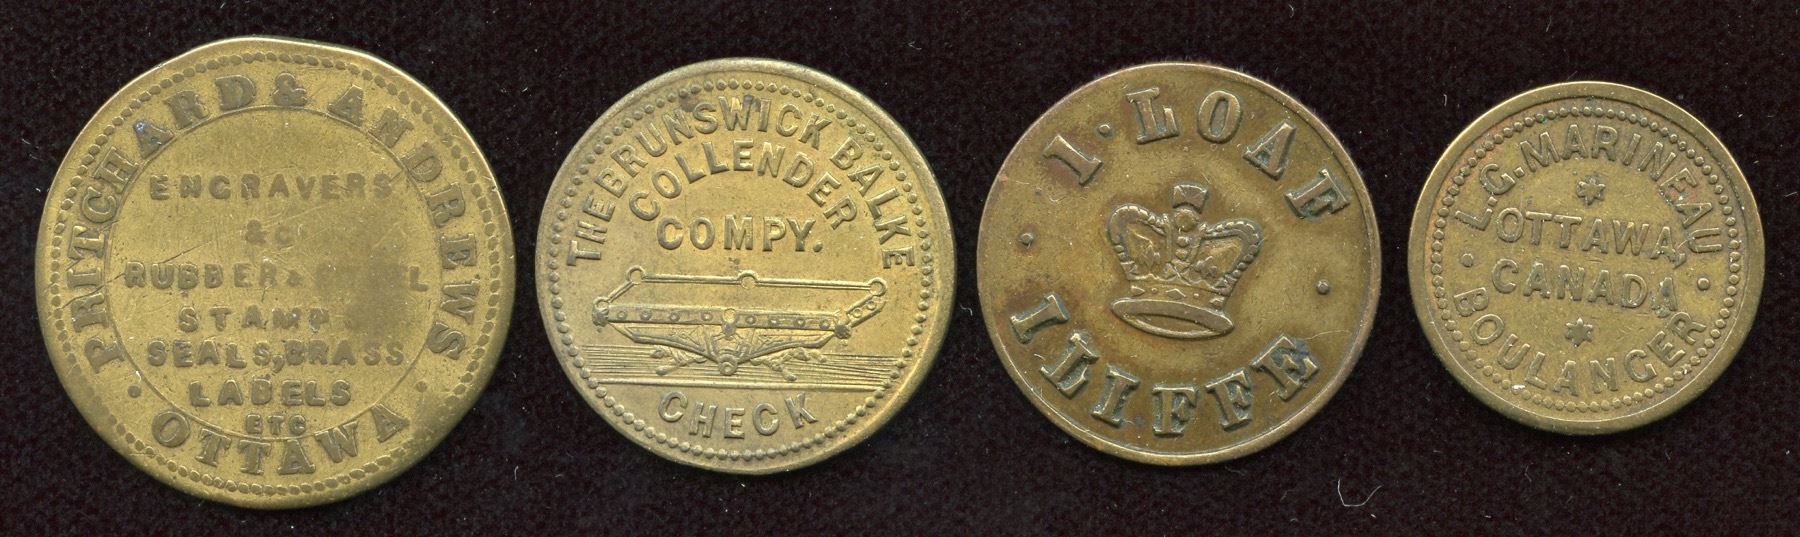 PRITCHARD & ANDREWS
ENGRAVERS
&
RUBBER &
STAMPS
SEALS, BRASS
LABELS
ETC
· OTTAWA ·
THE BRUNSWICK BALKE
COLLENDER
COMPY.
CHECK
· 1 · LOAF ·
ILIFFE
L. G. MARINEAU
OTTAWA,
CANADA
· BOULANGER ·